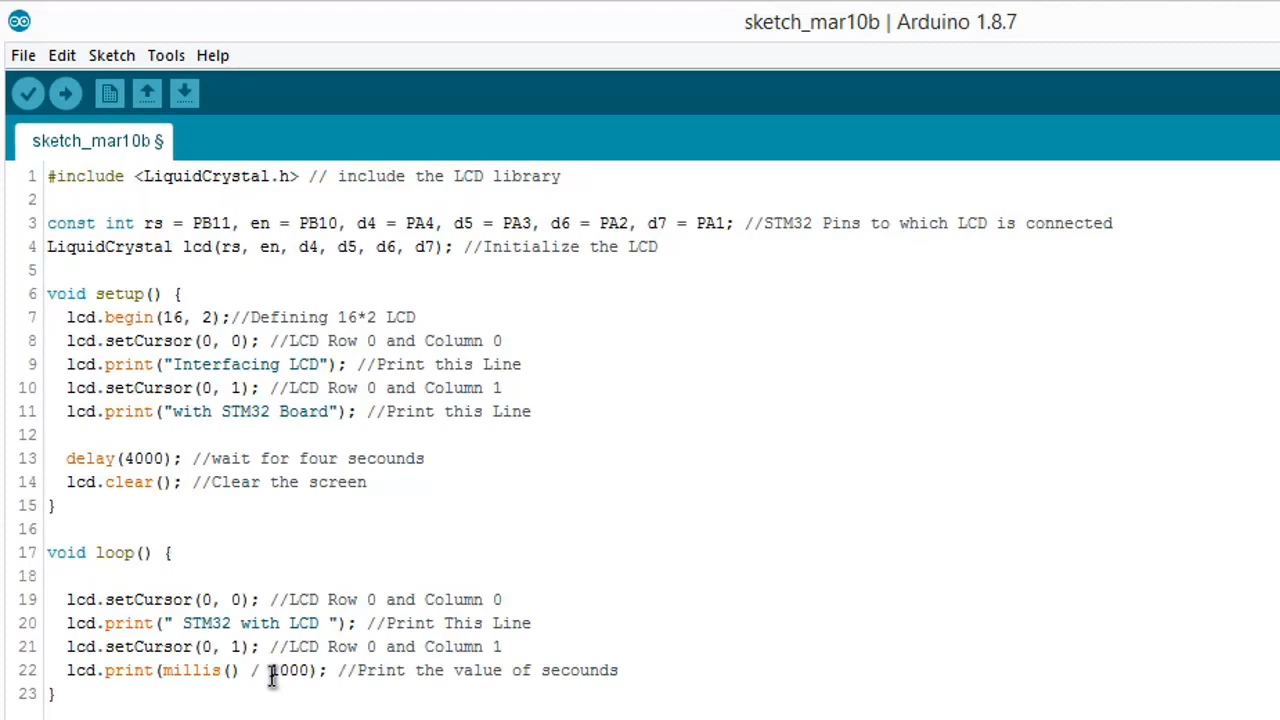 sketch_mar10b | Arduino 1.8.7
File Edit Sketch Tools Help
sketch_mar10b §
1 #include <LiquidCrystal.h> // include the LCD library
2
3 const int rs = PB11, en = PB10, d4 = PA4, d5 = PA3, d6 = PA2, d7 = PA1; //STM32 Pins to which LCD is connected
4 LiquidCrystal lcd(rs, en, d4, d5, d6, d7); //Initialize the LCD
5
6 void setup() {
7 lcd.begin(16, 2);//Defining 16*2 LCD
8 lcd.setCursor(0, 0); //LCD Row 0 and Column 0
9 lcd.print("Interfacing LCD"); //Print this Line
10 lcd.setCursor(0, 1); //LCD Row 0 and Column 1
11 lcd.print("with STM32 Board"); //Print this Line
12
13 delay(4000); //wait for four secounds
14 lcd.clear(); //Clear the screen
15 }
16
17 void loop() {
18
19 lcd.setCursor(0, 0); //LCD Row 0 and Column 0
20 lcd.print(" STM32 with LCD "); //Print This Line
21 lcd.setCursor(0, 1); //LCD Row 0 and Column 1
22 lcd.print(millis() / 1000); //Print the value of secounds
23 }